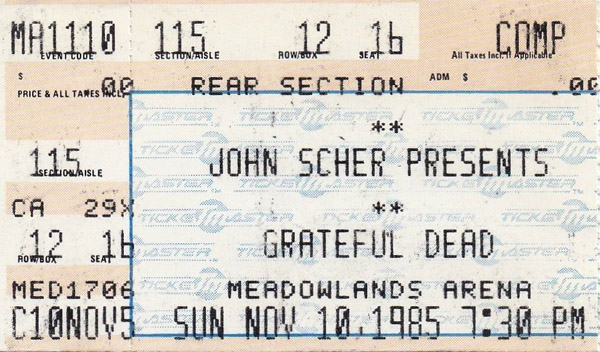 MA1110 115 12 16 COMP
EVENT CODE SECTION/AISLE ROW/BOX SEAT All Taxes Incl. If Applicable
$ .00 REAR SECTION ADM $ .00
PRICE & ALL TAXES INCL.
**
115 JOHN SCHER PRESENTS
SECTION/AISLE
CA 29X **
12 16 GRATEFUL DEAD
ROW/BOX SEAT
MED1706 MEADOWLANDS ARENA
C10NOV5 SUN NOV 10,1985 7:30 PM